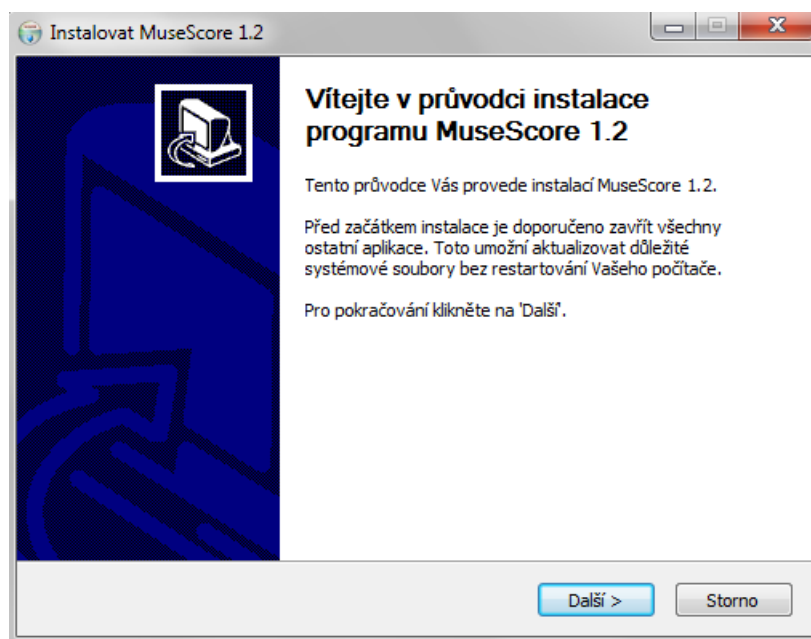 Instalovat MuseScore 1.2
Vítejte v průvodci instalace
programu MuseScore 1.2
Tento průvodce Vás provede instalací MuseScore 1.2.
Před začátkem instalace je doporučeno zavřít všechny
ostatní aplikace. Toto umožní aktualizovat důležité
systémové soubory bez restartování Vašeho počítače.
Pro pokračování klikněte na 'Další'.
Další >
Storno